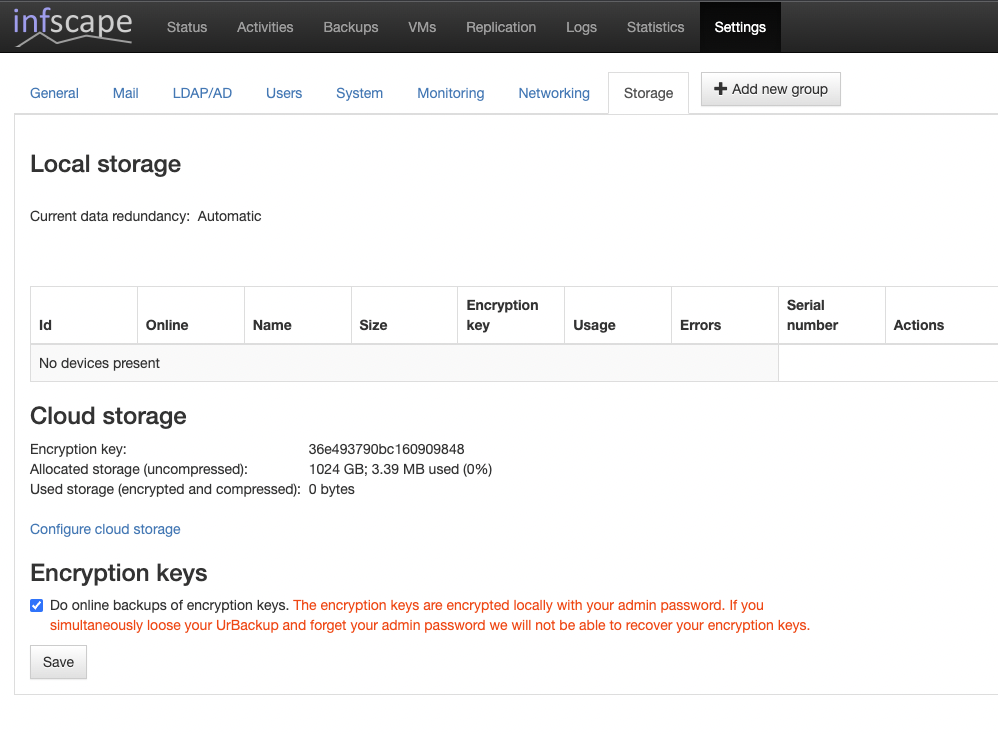 infscape Status Activities Backups VMs Replication Logs Statistics Settings
General Mail LDAP/AD Users System Monitoring Networking Storage Add new group
Local storage
Current data redundancy: Automatic
Id Online Name Size Encryption key Usage Errors Serial number Actions
No devices present
Cloud storage
Encryption key: 36e493790bc160909848
Allocated storage (uncompressed): 1024 GB; 3.39 MB used (0%)
Used storage (encrypted and compressed): 0 bytes
Configure cloud storage
Encryption keys
Do online backups of encryption keys. The encryption keys are encrypted locally with your admin password. If you
simultaneously loose your UrBackup and forget your admin password we will not be able to recover your encryption keys.
Save